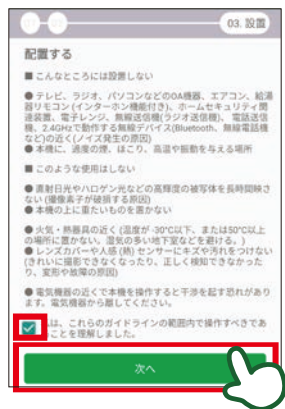 03. 設置
配置する
■ こんなところには設置しない
● テレビ、ラジオ、パソコンなどのOA機器、エアコン、給湯
器リモコン (インターホン機能付き)、ホームセキュリティ関
連装置、電子レンジ、無線送信機(ラジオ送信機)、電話送信
機、2.4GHzで動作する無線デバイス(Bluetooth、無線電話機
など)の近く(ノイズ発生の原因)
● 本機に、過度の煙、ほこり、高温や振動を与える場所
■ このような使用はしない
● 直射日光やハロゲン光などの高輝度の被写体を長時間映さ
ない (撮像素子が破損する原因)
● 本機の上に重たいものを置かない
● 火気・熱器具の近く (温度が -30℃以下、または50℃以上
の場所に置かない。湿気の多い地下室などを避ける。)
● レンズカバーや人感 (熱) センサーにキズや汚れをつけない
(きれいに撮影できなくなったり、正しく検知できなかった
り、変形や故障の原因)
● 電気機器の近くで本機を操作すると干渉を起す恐れがあり
ます。電気機器から離してください。
は、これらのガイドラインの範囲内で操作すべきであ
ことを理解しました。
次へ